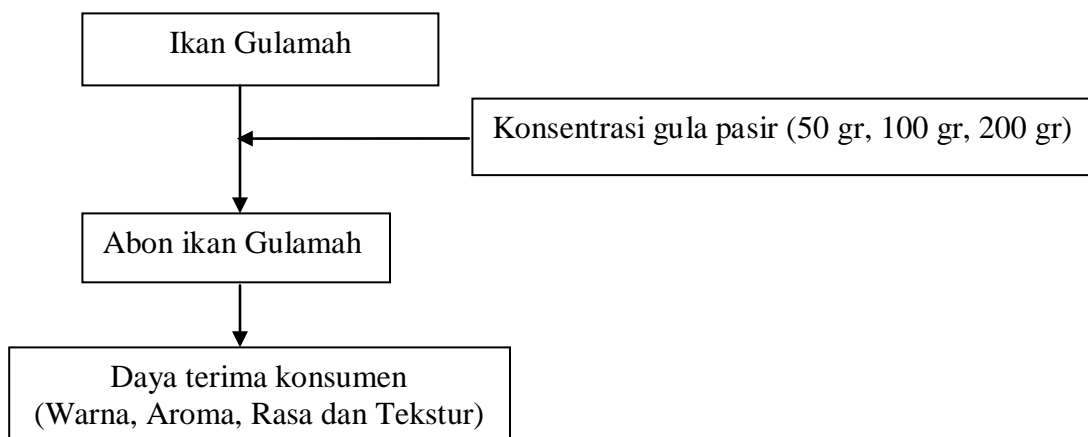 Ikan Gulamah
Konsentrasi gula pasir (50 gr, 100 gr, 200 gr)
Abon ikan Gulamah
Daya terima konsumen
(Warna, Aroma, Rasa dan Tekstur)